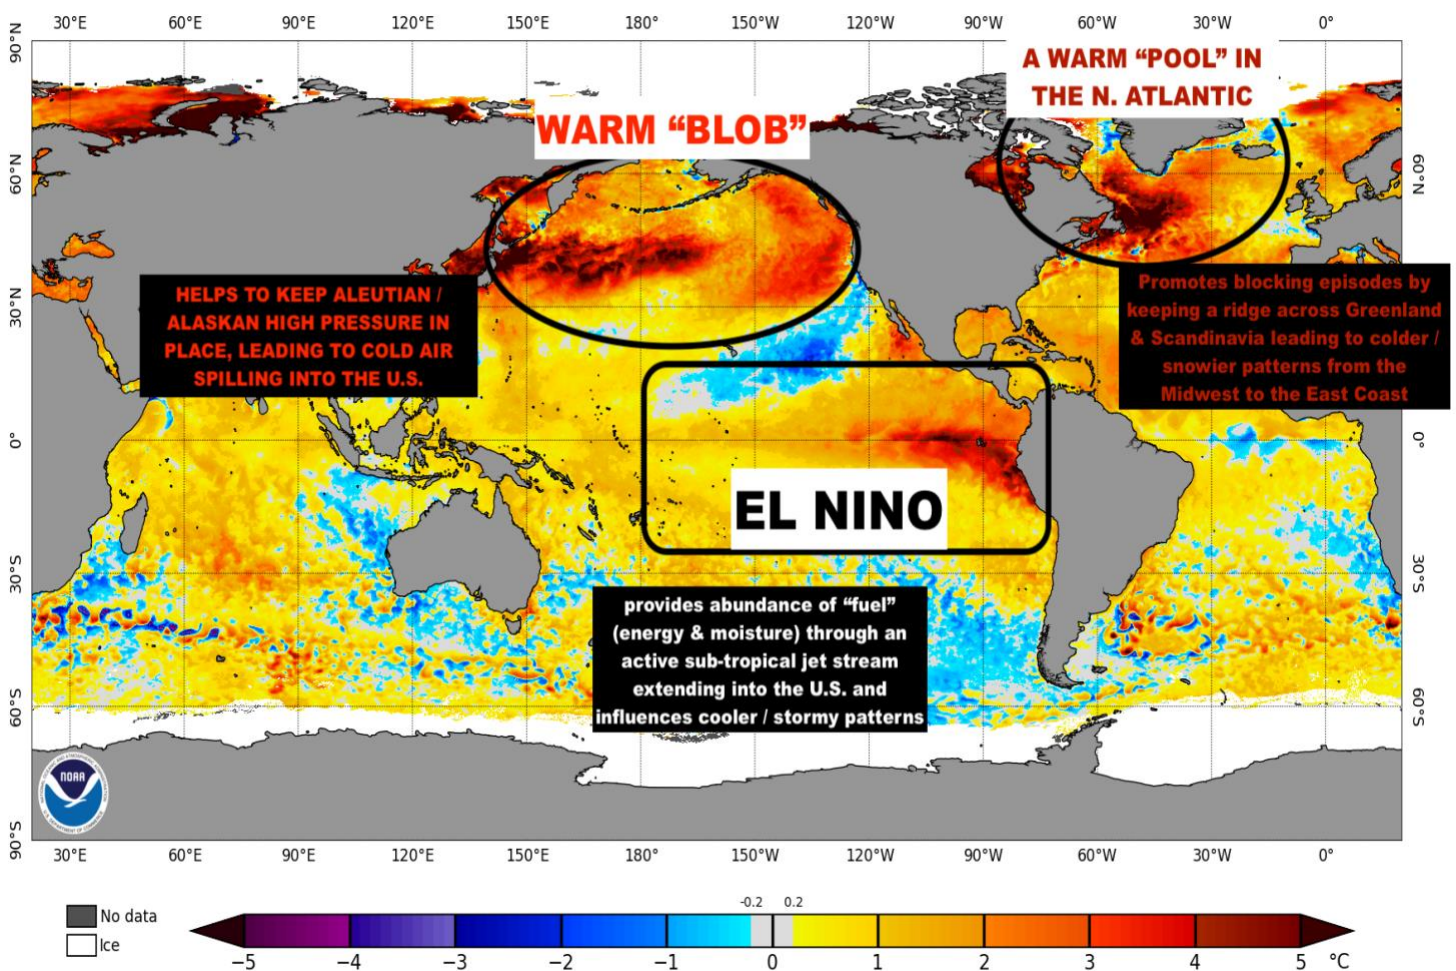 30°E 60°E 90°E 120°E 150°E 180° 150°W 120°W 90°W 60°W 30°W 0°
90°N
90°N
A WARM “POOL” IN
THE N. ATLANTIC
WARM “BLOB”
60°N
60°N
HELPS TO KEEP ALEUTIAN /
ALASKAN HIGH PRESSURE IN
PLACE, LEADING TO COLD AIR
SPILLING INTO THE U.S.
Promotes blocking episodes by
keeping a ridge across Greenland
& Scandinavia leading to colder /
snowier patterns from the
Midwest to the East Coast
30°N
0°
0°
EL NINO
30°S
30°S
provides abundance of “fuel”
(energy & moisture) through an
active sub-tropical jet stream
extending into the U.S. and
influences cooler / stormy patterns
60°S
60°S
NOAA
90°S
90°S
30°E 60°E 90°E 120°E 150°E 180° 150°W 120°W 90°W 60°W 30°W 0°
No data
Ice
-0.2 0.2
−5 −4 −3 −2 −1 0 1 2 3 4 5 °C